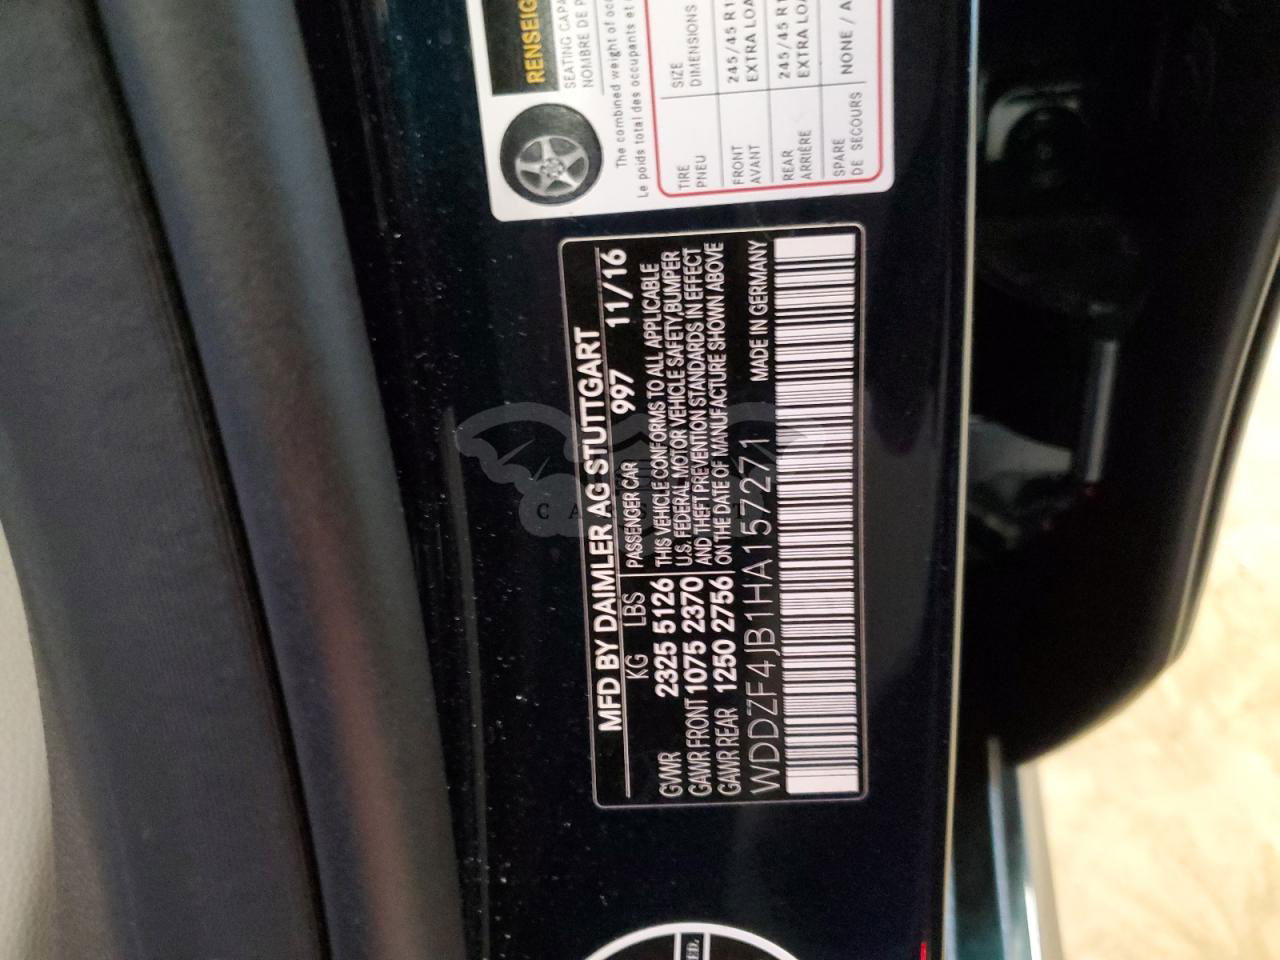 MFD BY DAIMLER AG STUTTGART
KG LBS PASSENGER CAR 997 11/16
GVWR 2325 5126 THIS VEHICLE CONFORMS TO ALL APPLICABLE
U.S. FEDERAL MOTOR VEHICLE SAFETY,BUMPER
GAWR FRONT 1075 2370 AND THEFT PREVENTION STANDARDS IN EFFECT
GAWR REAR 1250 2756 ON THE DATE OF MANUFACTURE SHOWN ABOVE
WDDZF4JB1HA157271 MADE IN GERMANY
RENSEIG
SEATING CAPA
NOMBRE DE P
The combined weight of occ
Le poids total des occupants et
TIRE SIZE
PNEU DIMENSIONS
FRONT 245/45 R1
AVANT EXTRA LOA
REAR 245/45 R1
ARRIÈRE EXTRA LOA
SPARE NONE / A
DE SECOURS
ED.